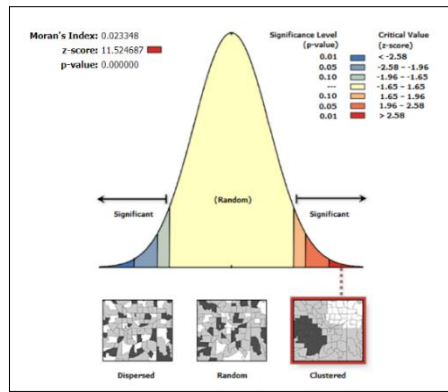 Moran's Index: 0.023348
z-score: 11.524687
p-value: 0.000000
Significance Level
(p-value)
Critical Value
(z-score)
0.01 < -2.58
0.05 -2.58 - -1.96
0.10 -1.96 - -1.65
--- -1.65 - 1.65
0.10 1.65 - 1.96
0.05 1.96 - 2.58
0.01 > 2.58
Significant
(Random)
Significant
Dispersed
Random
Clustered